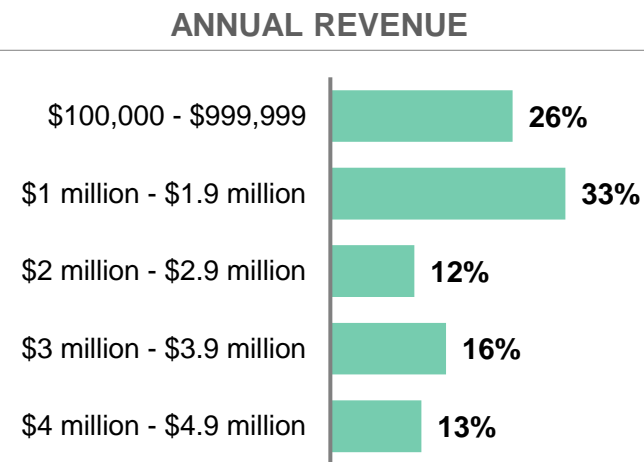 ANNUAL REVENUE
$100,000 - $999,999 26%
$1 million - $1.9 million 33%
$2 million - $2.9 million 12%
$3 million - $3.9 million 16%
$4 million - $4.9 million 13%